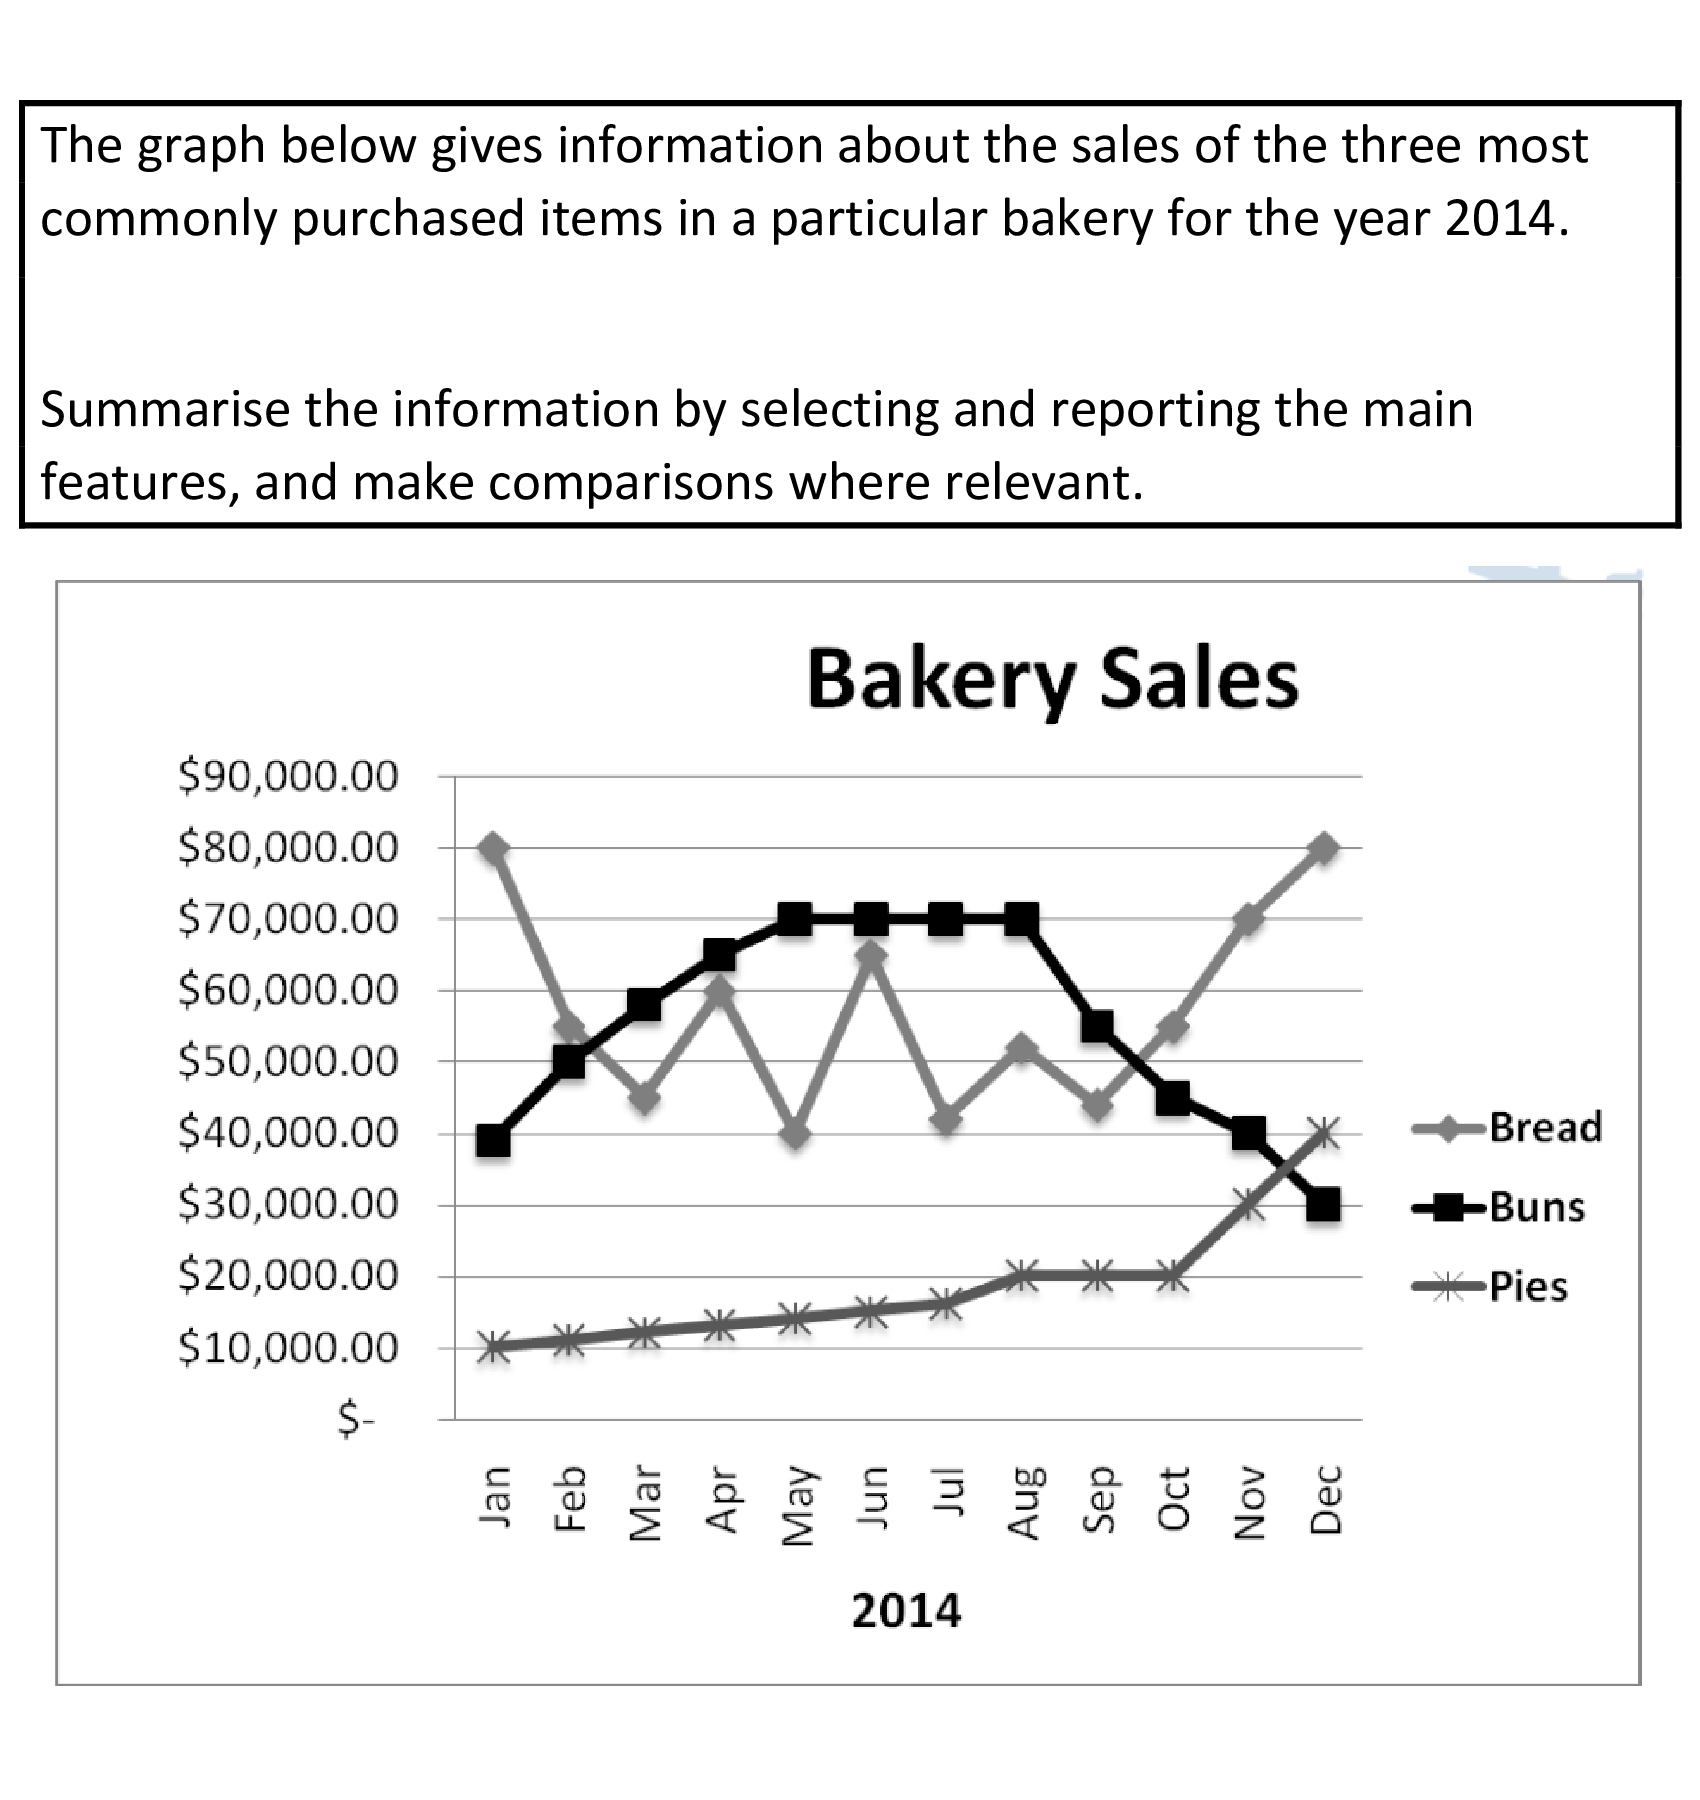 The graph below gives information about the sales of the three most
commonly purchased items in a particular bakery for the year 2014.
Summarise the information by selecting and reporting the main
features, and make comparisons where relevant.
Bakery Sales
$90,000.00
$80,000.00
$70,000.00
$60,000.00
$50,000.00
$40,000.00
$30,000.00
$20,000.00
$10,000.00
$-
Jan
Feb
Mar
Apr
May
Jun
Jul
Aug
Sep
Oct
Nov
Dec
2014
Bread
Buns
Pies